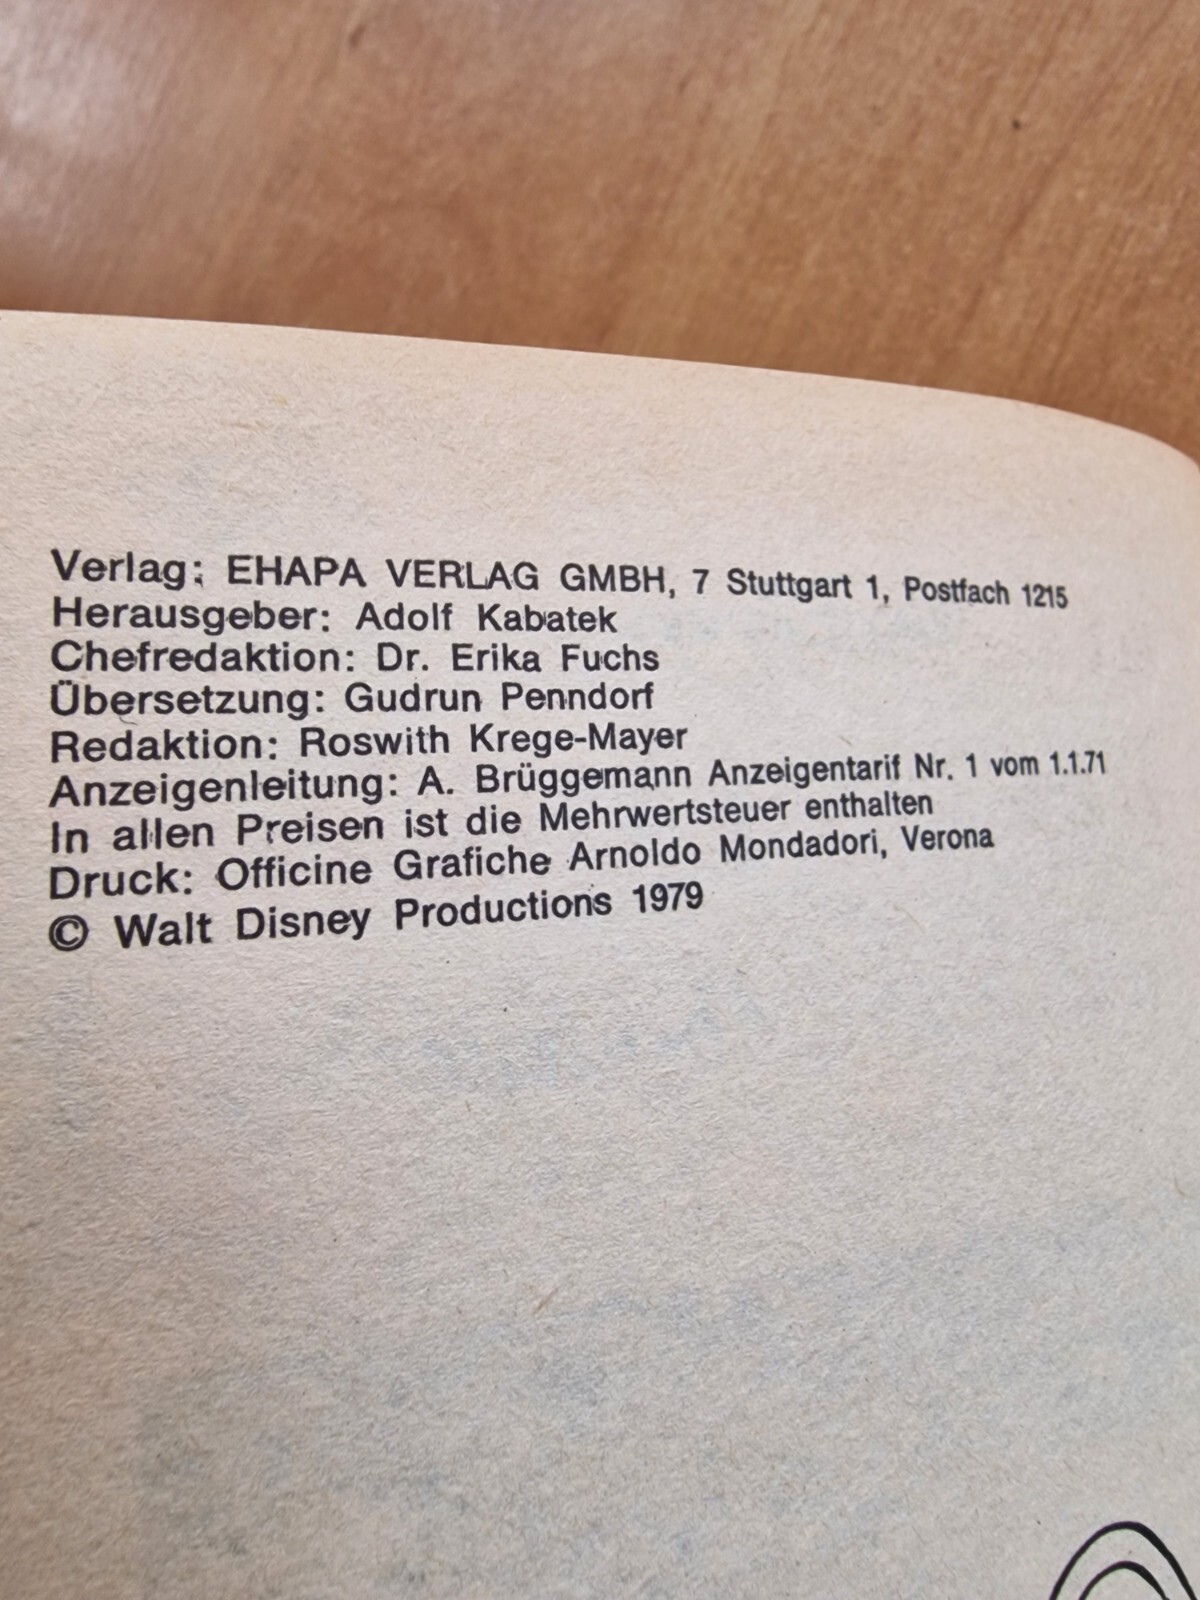 Verlag: EHAPA VERLAG GMBH, 7 Stuttgart 1, Postfach 1215
Herausgeber: Adolf Kabatek
Chefredaktion: Dr. Erika Fuchs
Übersetzung: Gudrun Penndorf
Redaktion: Roswith Krege-Mayer
Anzeigenleitung: A. Brüggemann Anzeigentarif Nr. 1 vom 1.1.71
In allen Preisen ist die Mehrwertsteuer enthalten
Druck: Officine Grafiche Arnoldo Mondadori, Verona
© Walt Disney Productions 1979